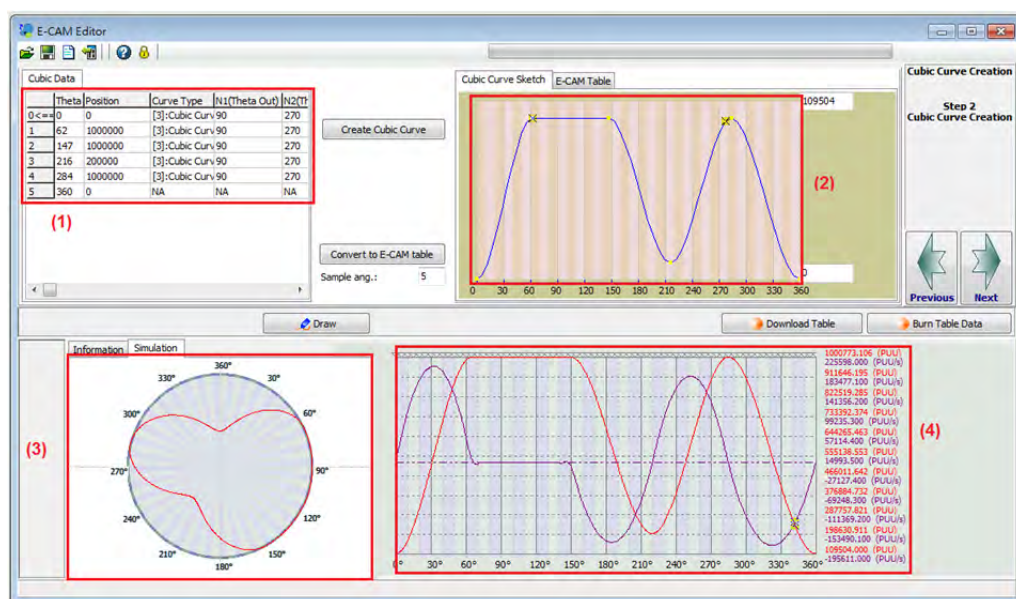 E-CAM Editor
Cubic Data
Theta Position Curve Type N1(Theta Out) N2(Th
0<== 0 0 [3]:Cubic Curv 90 270
1 62 1000000 [3]:Cubic Curv 90 270
2 147 1000000 [3]:Cubic Curv 90 270
3 216 200000 [3]:Cubic Curv 90 270
4 284 1000000 [3]:Cubic Curv 90 270
5 360 0 NA NA NA
(1)
Create Cubic Curve
Convert to E-CAM table
Sample ang.: 5
Cubic Curve Sketch E-CAM Table
109504
(2)
0
0 30 60 90 120 150 180 210 240 270 300 330 360
Cubic Curve Creation
Step 2
Cubic Curve Creation
Previous Next
Draw
Download Table
Burn Table Data
Information Simulation
(3)
360°
30°
60°
90°
120°
150°
180°
210°
240°
270°
300°
330°
1000773.106 (PUU)
225598.000 (PUU/s)
911646.195 (PUU)
183477.100 (PUU/s)
822519.285 (PUU)
141356.200 (PUU/s)
733392.374 (PUU)
99235.300 (PUU/s)
644265.463 (PUU)
57114.400 (PUU/s)
555138.553 (PUU)
14993.500 (PUU/s)
466011.642 (PUU)
-27127.400 (PUU/s)
376884.732 (PUU)
-69248.300 (PUU/s)
287757.821 (PUU)
-111369.200 (PUU/s)
198630.911 (PUU)
-153490.100 (PUU/s)
109504.000 (PUU)
-195611.000 (PUU/s)
(4)
0° 30° 60° 90° 120° 150° 180° 210° 240° 270° 300° 330° 360°